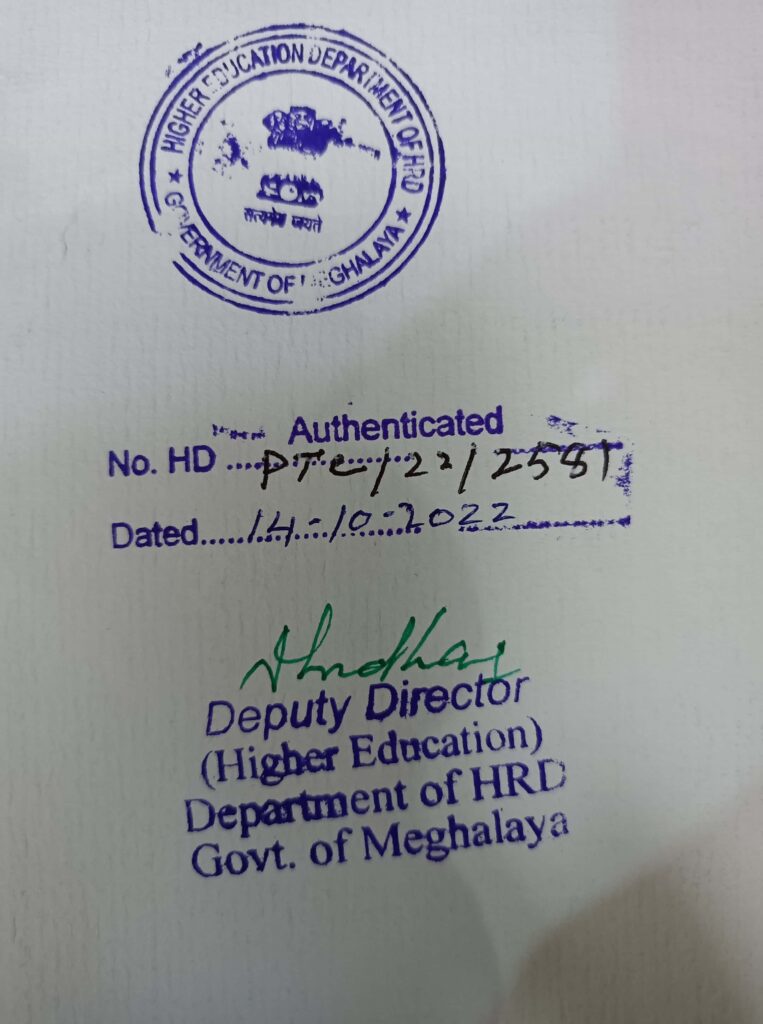 HIGHER EDUCATION DEPARTMENT OF HRD
★ GOVERNMENT OF MEGHALAYA ★
सत्यमेव जयते
Authenticated
No. HD ....PTC/22/2581
Dated.....14-10-2022
Deputy Director
(Higher Education)
Department of HRD
Govt. of Meghalaya